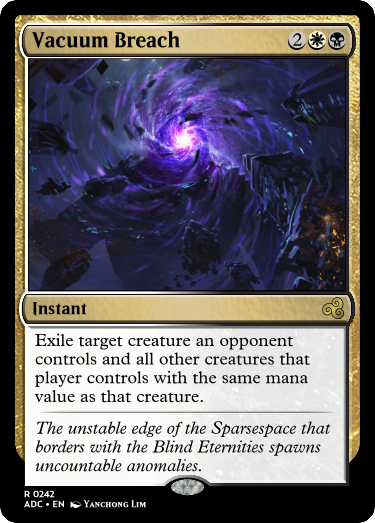 Vacuum Breach 2
Instant
Exile target creature an opponent
controls and all other creatures that
player controls with the same mana
value as that creature.
The unstable edge of the Sparsespace that
borders with the Blind Eternities spawns
uncountable anomalies.
R 0242
ADC • EN Yanchong Lim